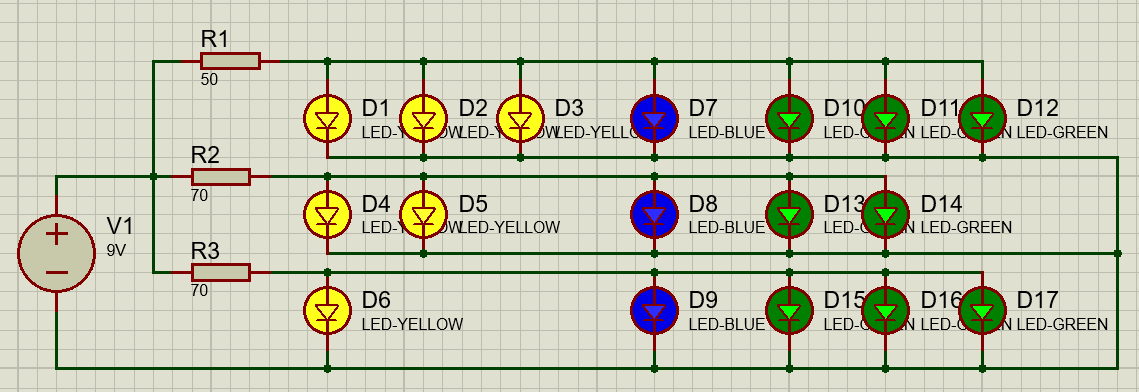 R1
50
D1 D2 D3 D7 D10 D11 D12
LED-YELLOW LED-YELLOW LED-YELLOW LED-BLUE LED-GREEN LED-GREEN LED-GREEN
R2
70
D4 D5 D8 D13 D14
LED-YELLOW LED-YELLOW LED-BLUE LED-GREEN LED-GREEN
V1
9V
R3
70
D6 D9 D15 D16 D17
LED-YELLOW LED-BLUE LED-GREEN LED-GREEN LED-GREEN